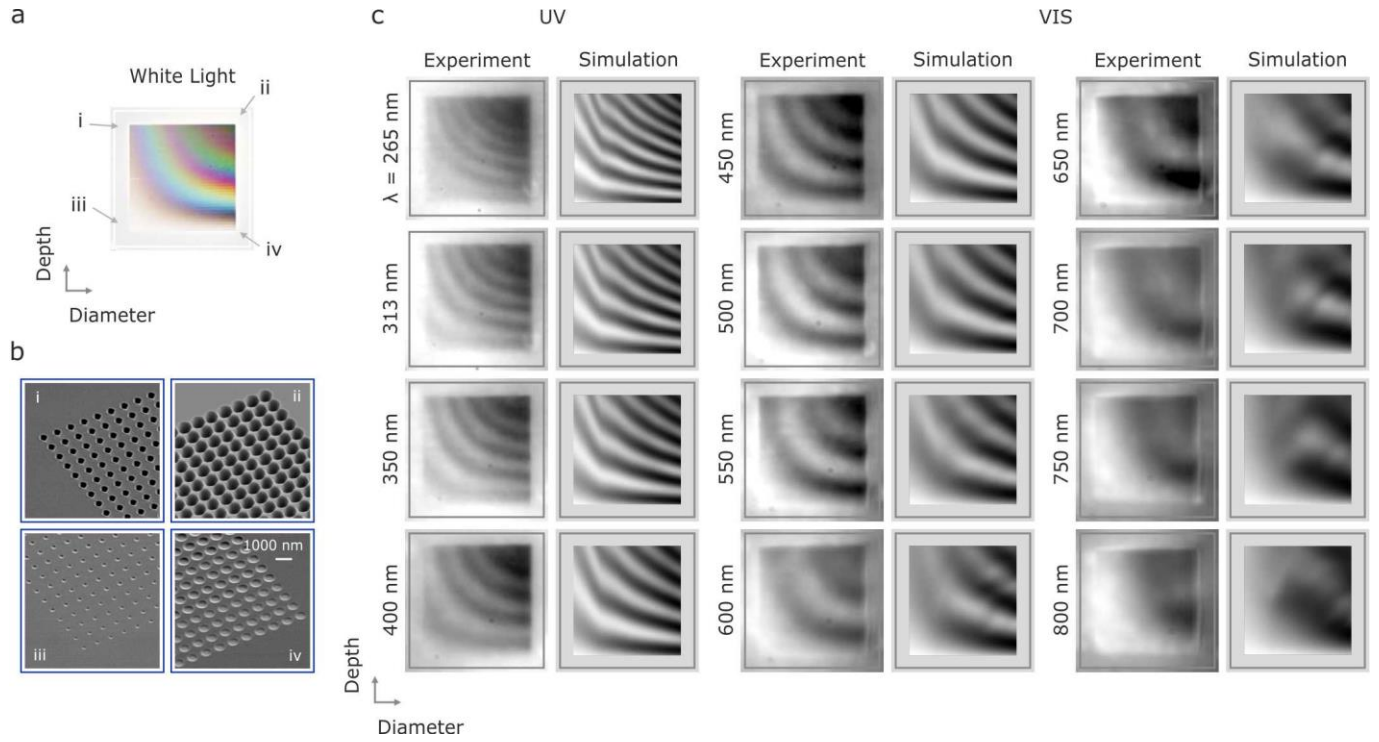 a
White Light
i
ii
iii
iv
Depth
Diameter
b
i
ii
iii
1000 nm
iv
c
UV
VIS
Experiment
Simulation
Experiment
Simulation
Experiment
Simulation
λ = 265 nm
450 nm
650 nm
313 nm
500 nm
700 nm
350 nm
550 nm
750 nm
400 nm
600 nm
800 nm
Depth
Diameter